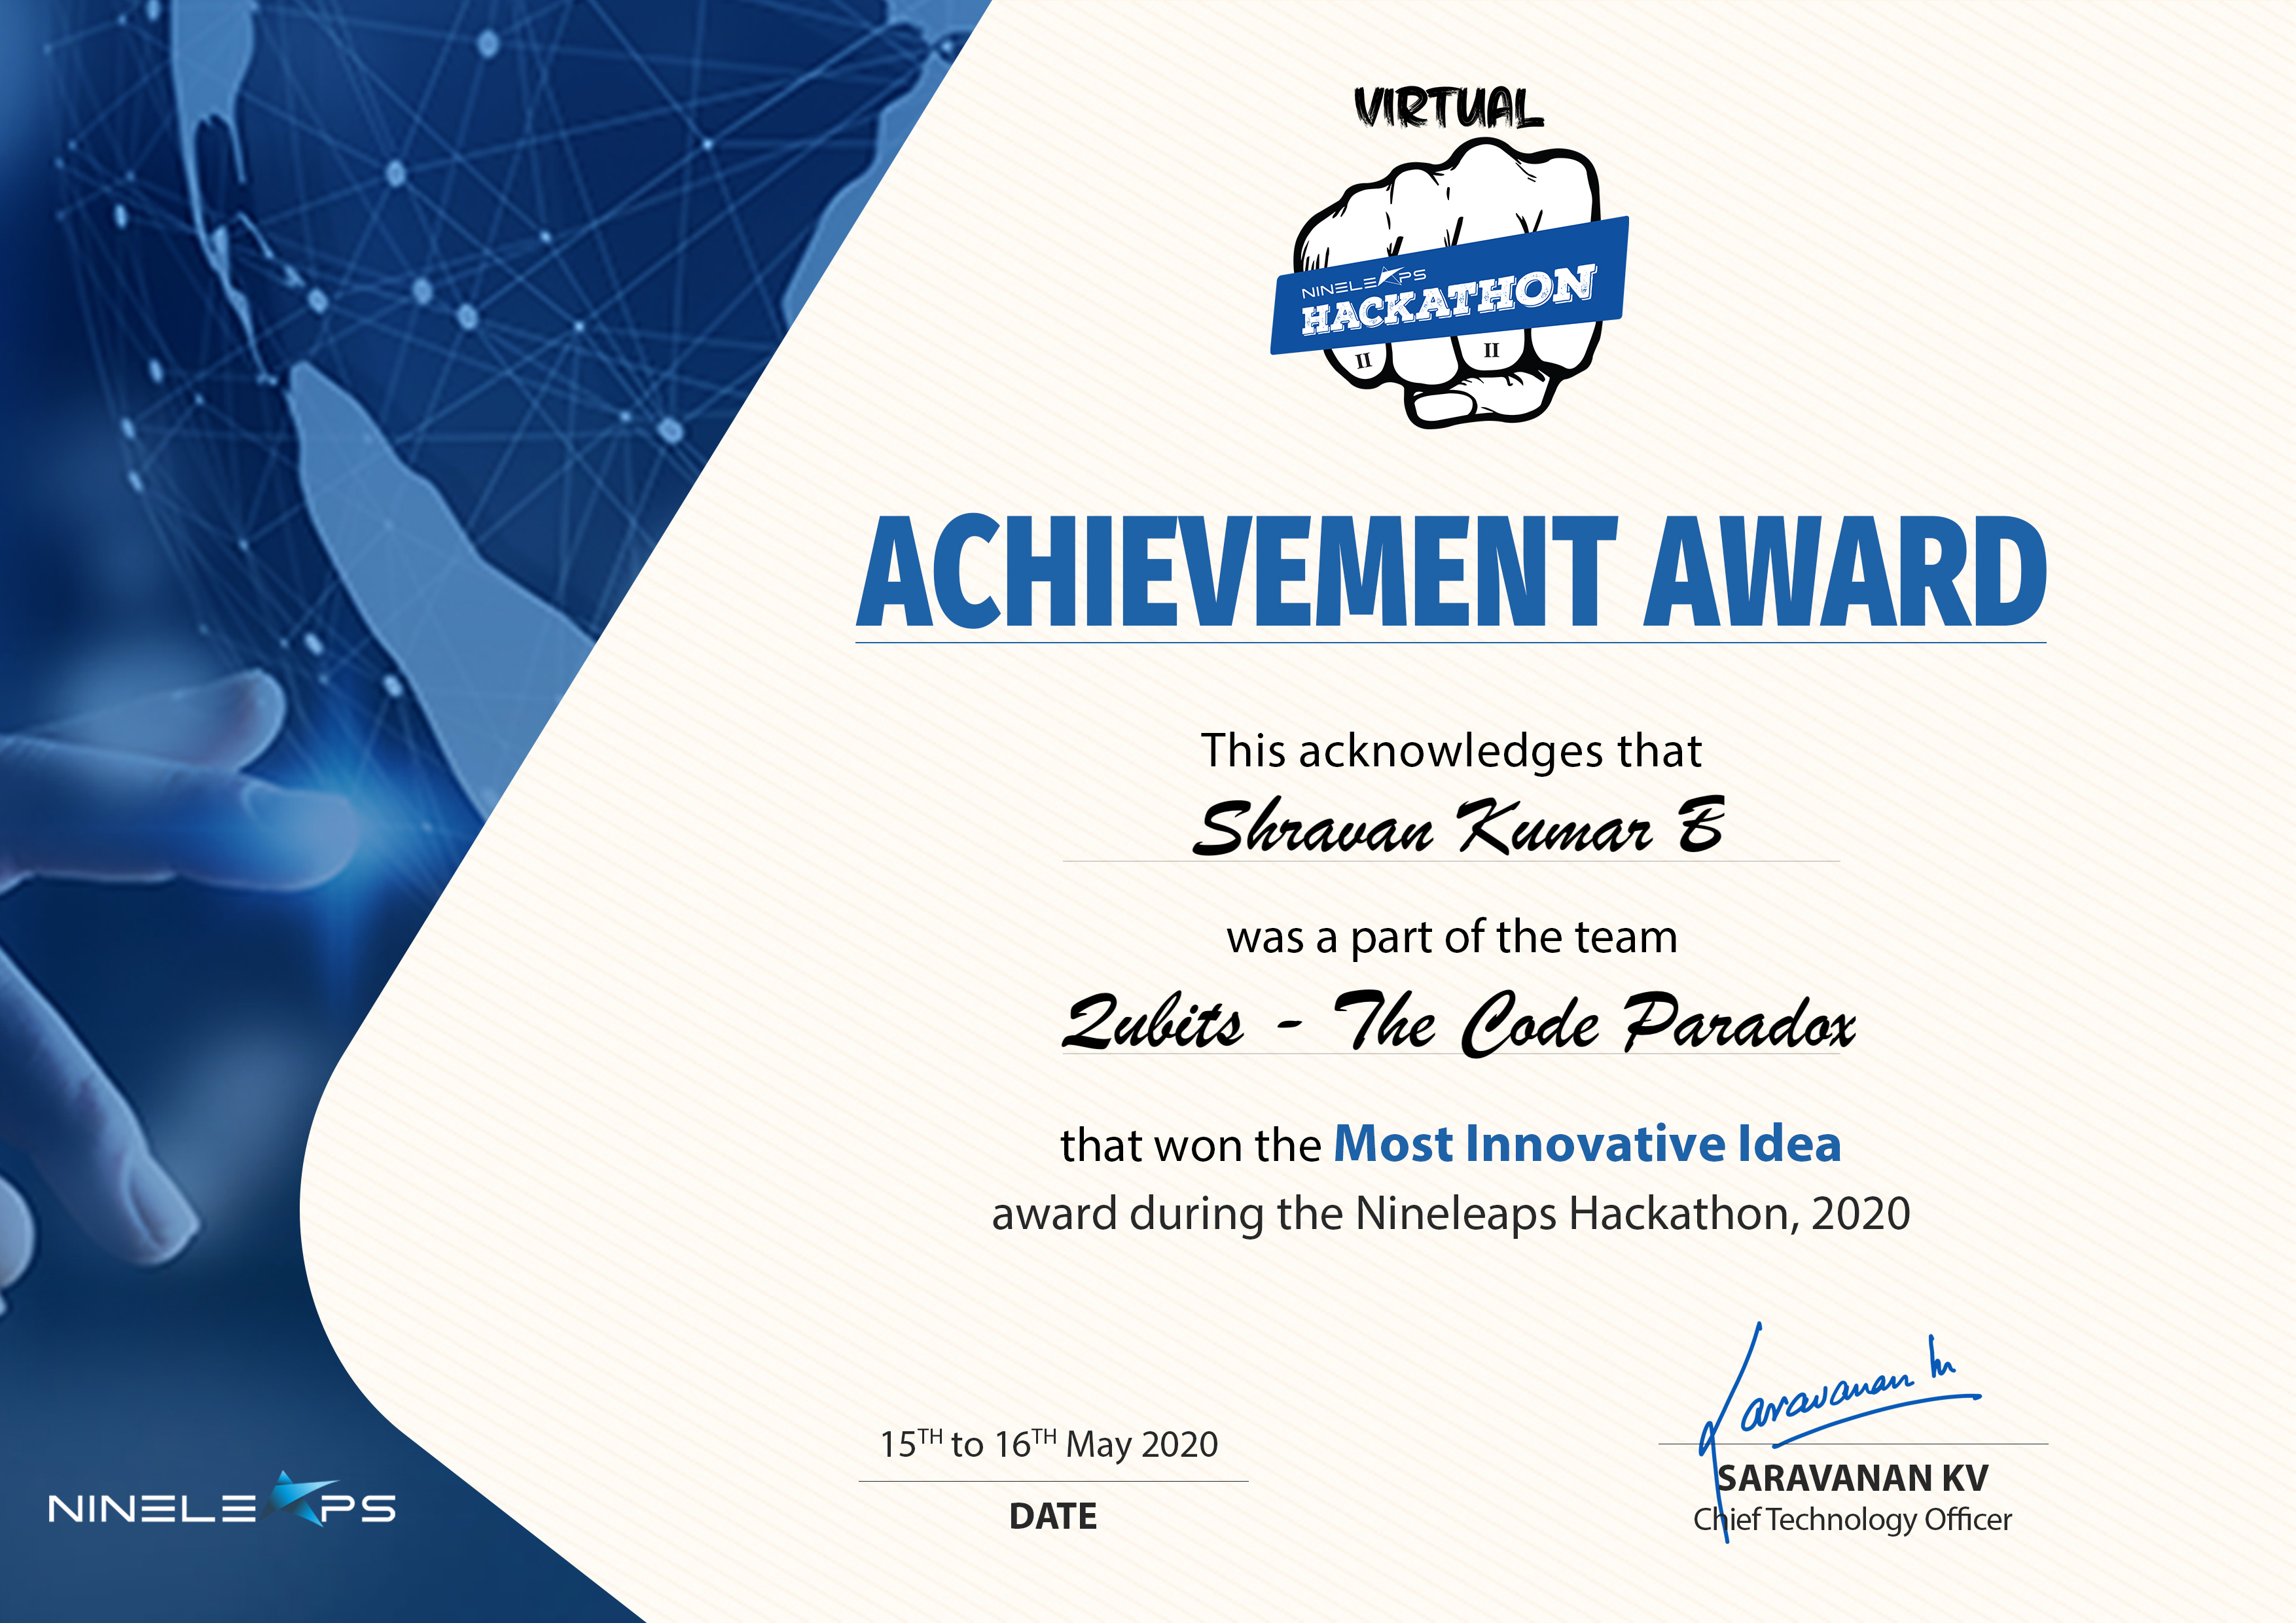 VIRTUAL
NINELEAPS
HACKATHON
II II
ACHIEVEMENT AWARD
This acknowledges that
Shravan Kumar B
was a part of the team
Qubits - The Code Paradox
that won the Most Innovative Idea
award during the Nineleaps Hackathon, 2020
15TH to 16TH May 2020
DATE
Saravanan
SARAVANAN KV
Chief Technology Officer
NINELEAPS